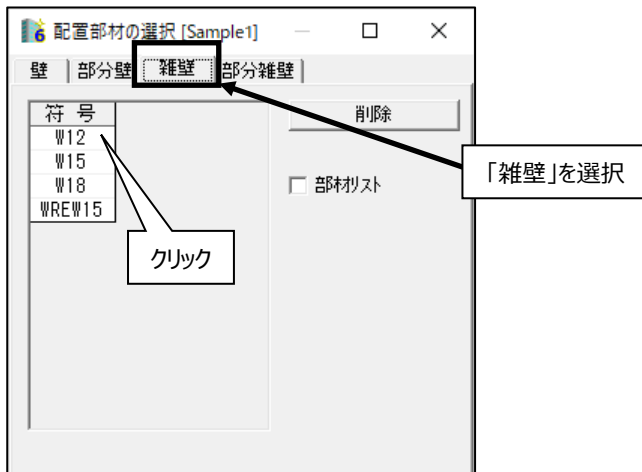 配置部材の選択 [Sample1]
壁 部分壁 雑壁 部分雑壁
符 号
削除
W12
「雑壁」を選択
W15
W18
部材リスト
WREW15
クリック